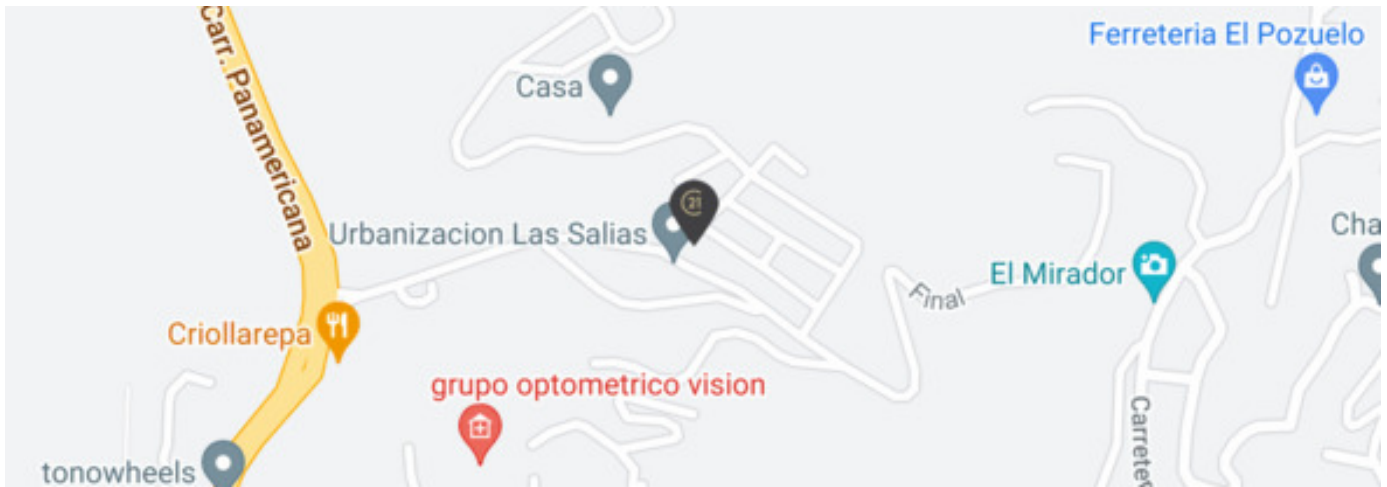 Carr. Panamericana
Ferreteria El Pozuelo
Casa
21
Urbanizacion Las Salias
Cha
El Mirador
Final
Criollarepa
grupo optometrico vision
Carrete
tonowheels